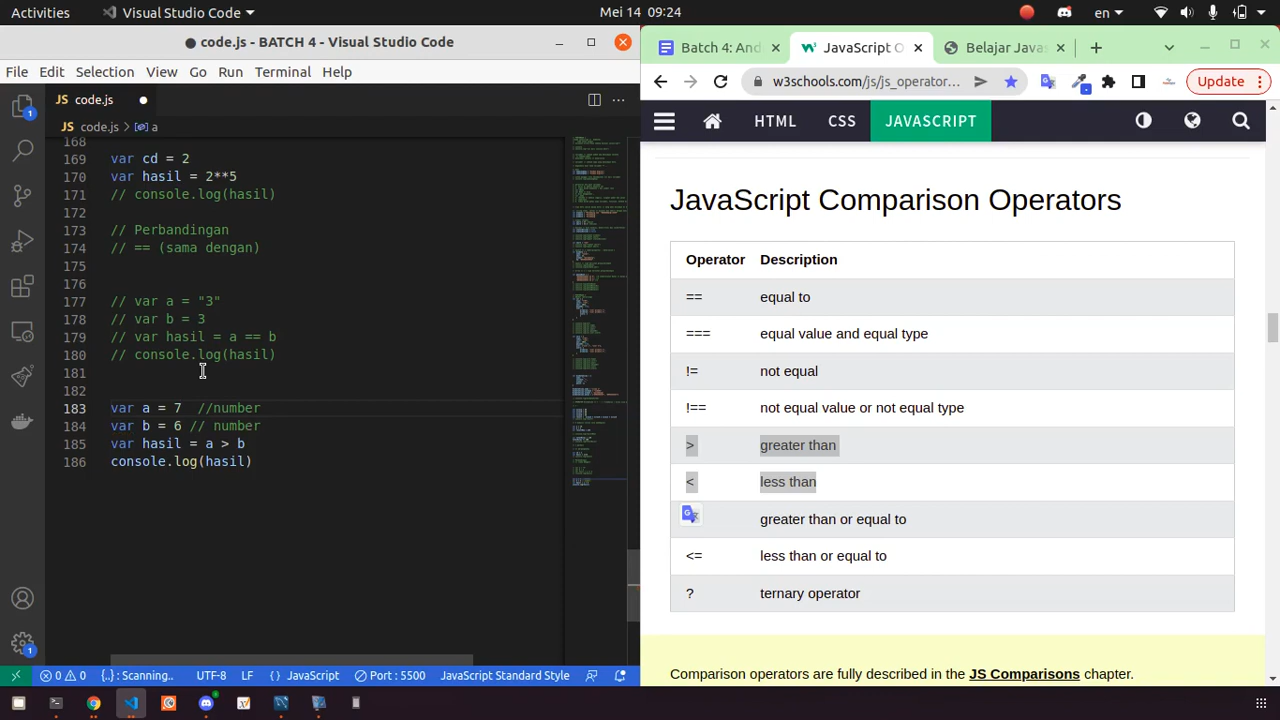 Activities Visual Studio Code Mei 14 09:24 en
code.js - BATCH 4 - Visual Studio Code
File Edit Selection View Go Run Terminal Help
JS code.js
JS code.js > a
168
169 var cd = 2
170 var hasil = 2**5
171 // console.log(hasil)
172
173 // Perbandingan
174 // == (sama dengan)
175
176
177 // var a = "3"
178 // var b = 3
179 // var hasil = a == b
180 // console.log(hasil)
181
182
183 var a = 7 //number
184 var b = 6 // number
185 var hasil = a > b
186 console.log(hasil)
0 0 {..}: Scanning.. UTF-8 LF { } JavaScript Port : 5500 JavaScript Standard Style
Batch 4: And
JavaScript O
Belajar Javas
w3schools.com/js/js_operator…
Update
HTML CSS JAVASCRIPT
JavaScript Comparison Operators
Operator Description
== equal to
=== equal value and equal type
!= not equal
!== not equal value or not equal type
> greater than
< less than
greater than or equal to
<= less than or equal to
? ternary operator
Comparison operators are fully described in the JS Comparisons chapter.